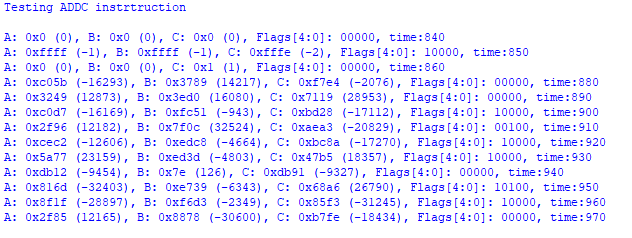 Testing ADDC instrtruction
A: 0x0 (0), B: 0x0 (0), C: 0x0 (0), Flags[4:0]: 00000, time:840
A: 0xffff (-1), B: 0xffff (-1), C: 0xfffe (-2), Flags[4:0]: 10000, time:850
A: 0x0 (0), B: 0x0 (0), C: 0x1 (1), Flags[4:0]: 00000, time:860
A: 0xc05b (-16293), B: 0x3789 (14217), C: 0xf7e4 (-2076), Flags[4:0]: 00000, time:880
A: 0x3249 (12873), B: 0x3ed0 (16080), C: 0x7119 (28953), Flags[4:0]: 00000, time:890
A: 0xc0d7 (-16169), B: 0xfc51 (-943), C: 0xbd28 (-17112), Flags[4:0]: 10000, time:900
A: 0x2f96 (12182), B: 0x7f0c (32524), C: 0xaea3 (-20829), Flags[4:0]: 00100, time:910
A: 0xcec2 (-12606), B: 0xedc8 (-4664), C: 0xbc8a (-17270), Flags[4:0]: 10000, time:920
A: 0x5a77 (23159), B: 0xed3d (-4803), C: 0x47b5 (18357), Flags[4:0]: 10000, time:930
A: 0xdb12 (-9454), B: 0x7e (126), C: 0xdb91 (-9327), Flags[4:0]: 00000, time:940
A: 0x816d (-32403), B: 0xe739 (-6343), C: 0x68a6 (26790), Flags[4:0]: 10100, time:950
A: 0x8f1f (-28897), B: 0xf6d3 (-2349), C: 0x85f3 (-31245), Flags[4:0]: 10000, time:960
A: 0x2f85 (12165), B: 0x8878 (-30600), C: 0xb7fe (-18434), Flags[4:0]: 00000, time:970